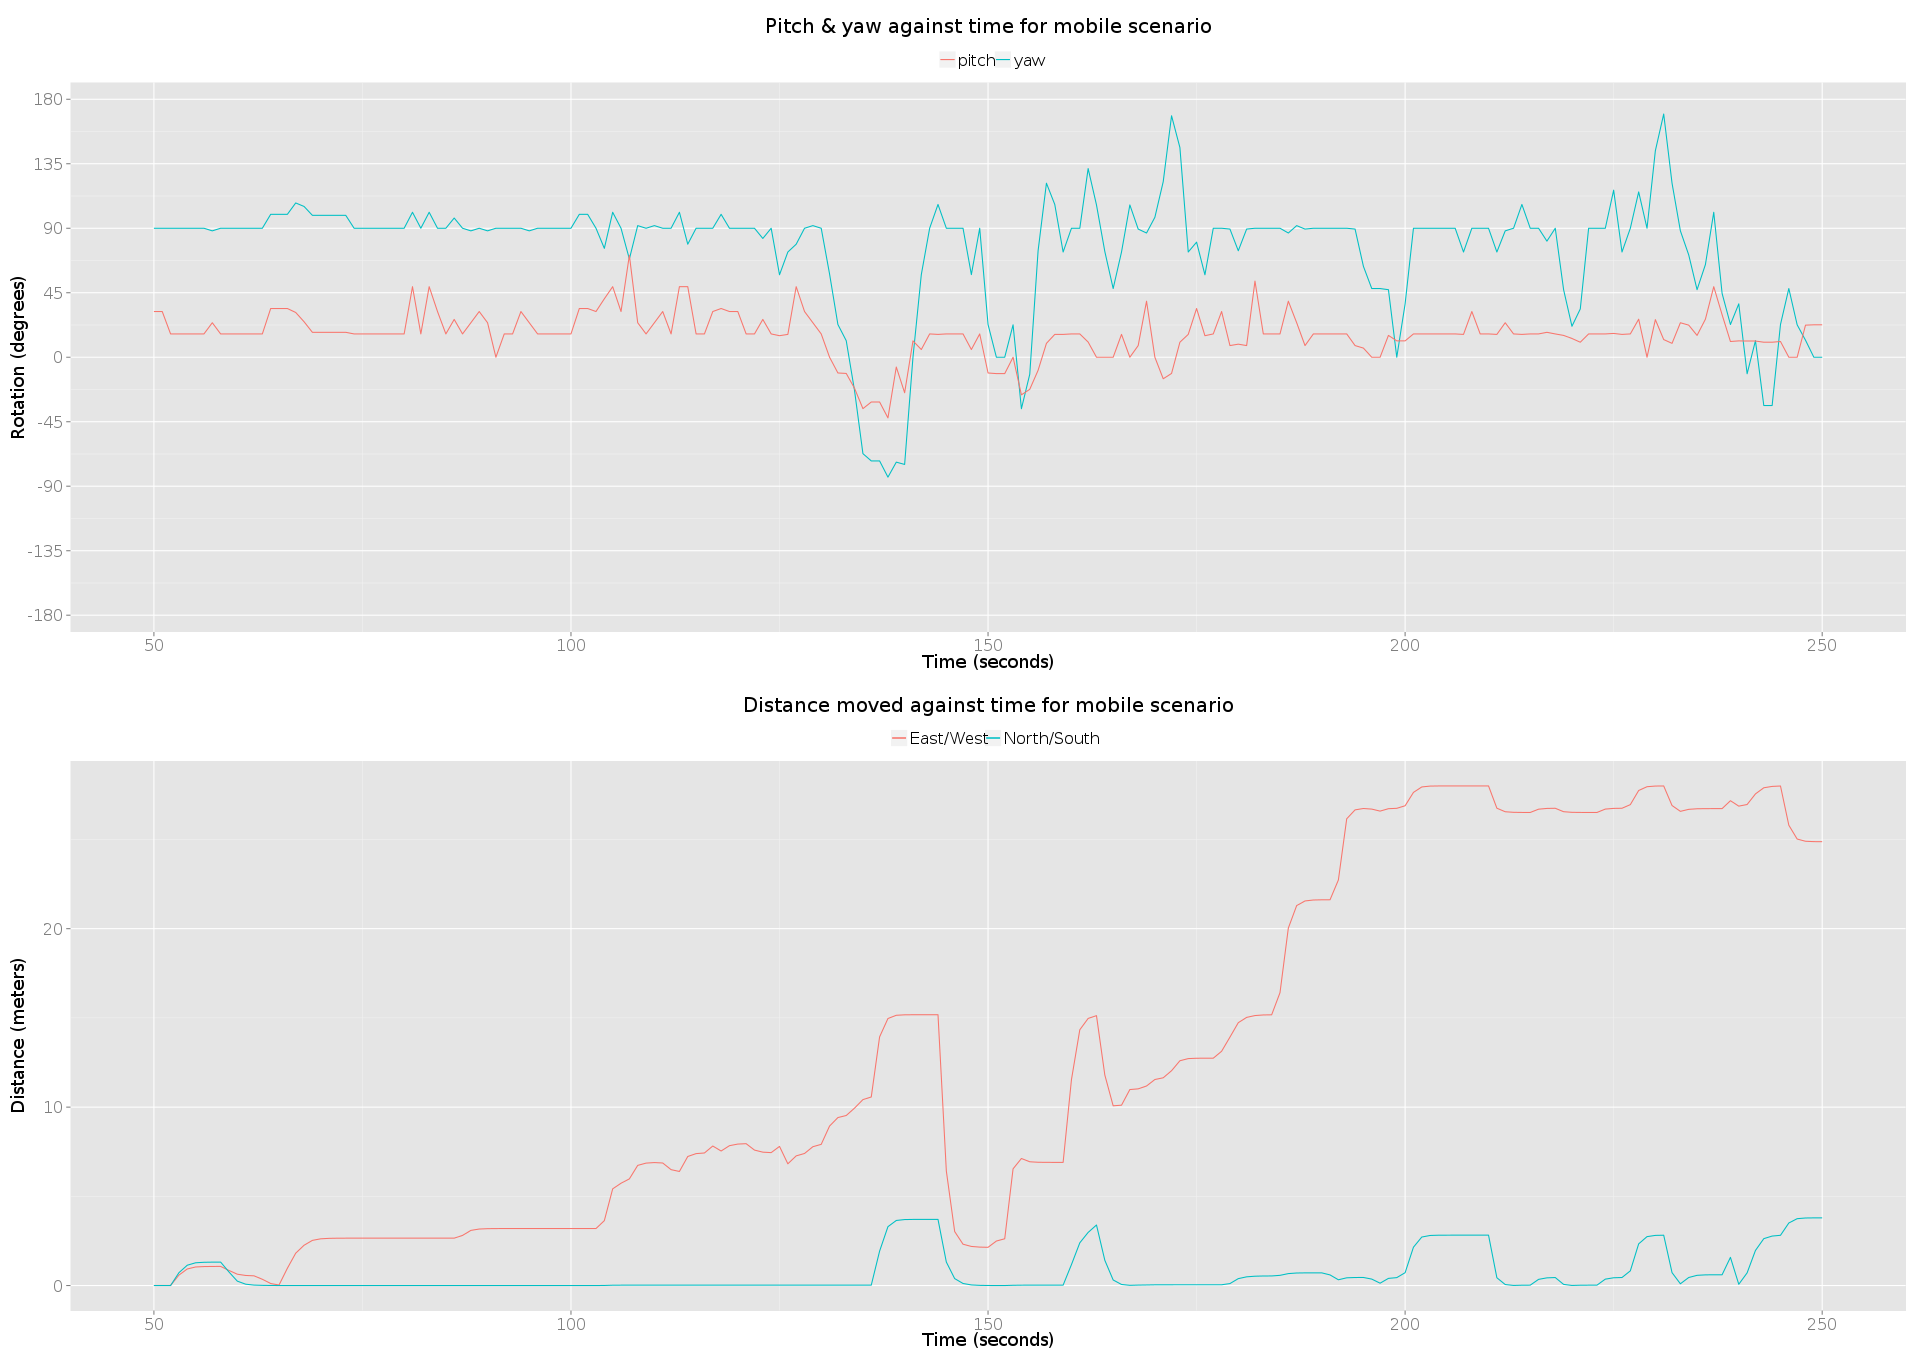 Pitch & yaw against time for mobile scenario
pitch yaw
Rotation (degrees)
180
135
90
45
0
-45
-90
-135
-180
50 100 150 200 250
Time (seconds)
Distance moved against time for mobile scenario
East/West North/South
Distance (meters)
20
10
0
50 100 150 200 250
Time (seconds)